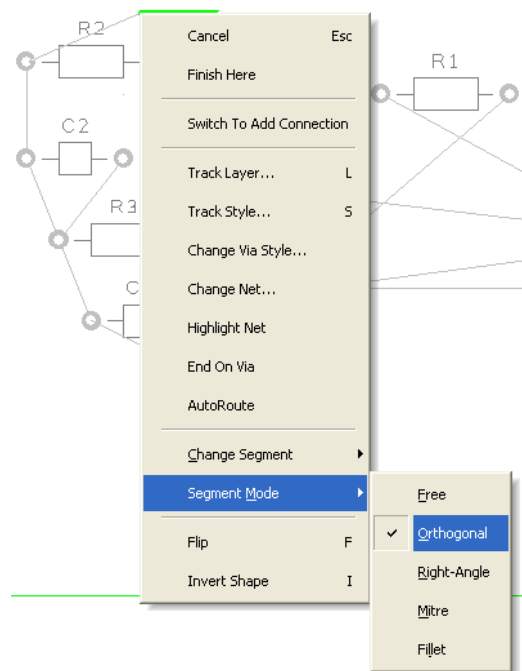 R2
R1
C2
R3
C
Cancel Esc
Finish Here
Switch To Add Connection
Track Layer... L
Track Style... S
Change Via Style...
Change Net...
Highlight Net
End On Via
AutoRoute
Change Segment
Segment Mode
Flip F
Invert Shape I
Free
Orthogonal
Right-Angle
Mitre
Fillet